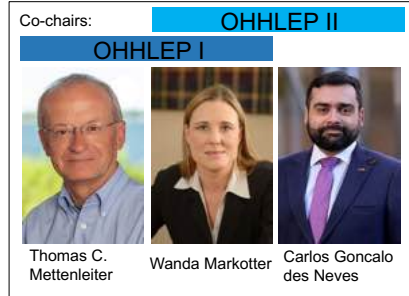 Co-chairs:
OHHLEP II
OHHLEP I
Thomas C.
Mettenleiter
Wanda Markotter
Carlos Goncalo
des Neves